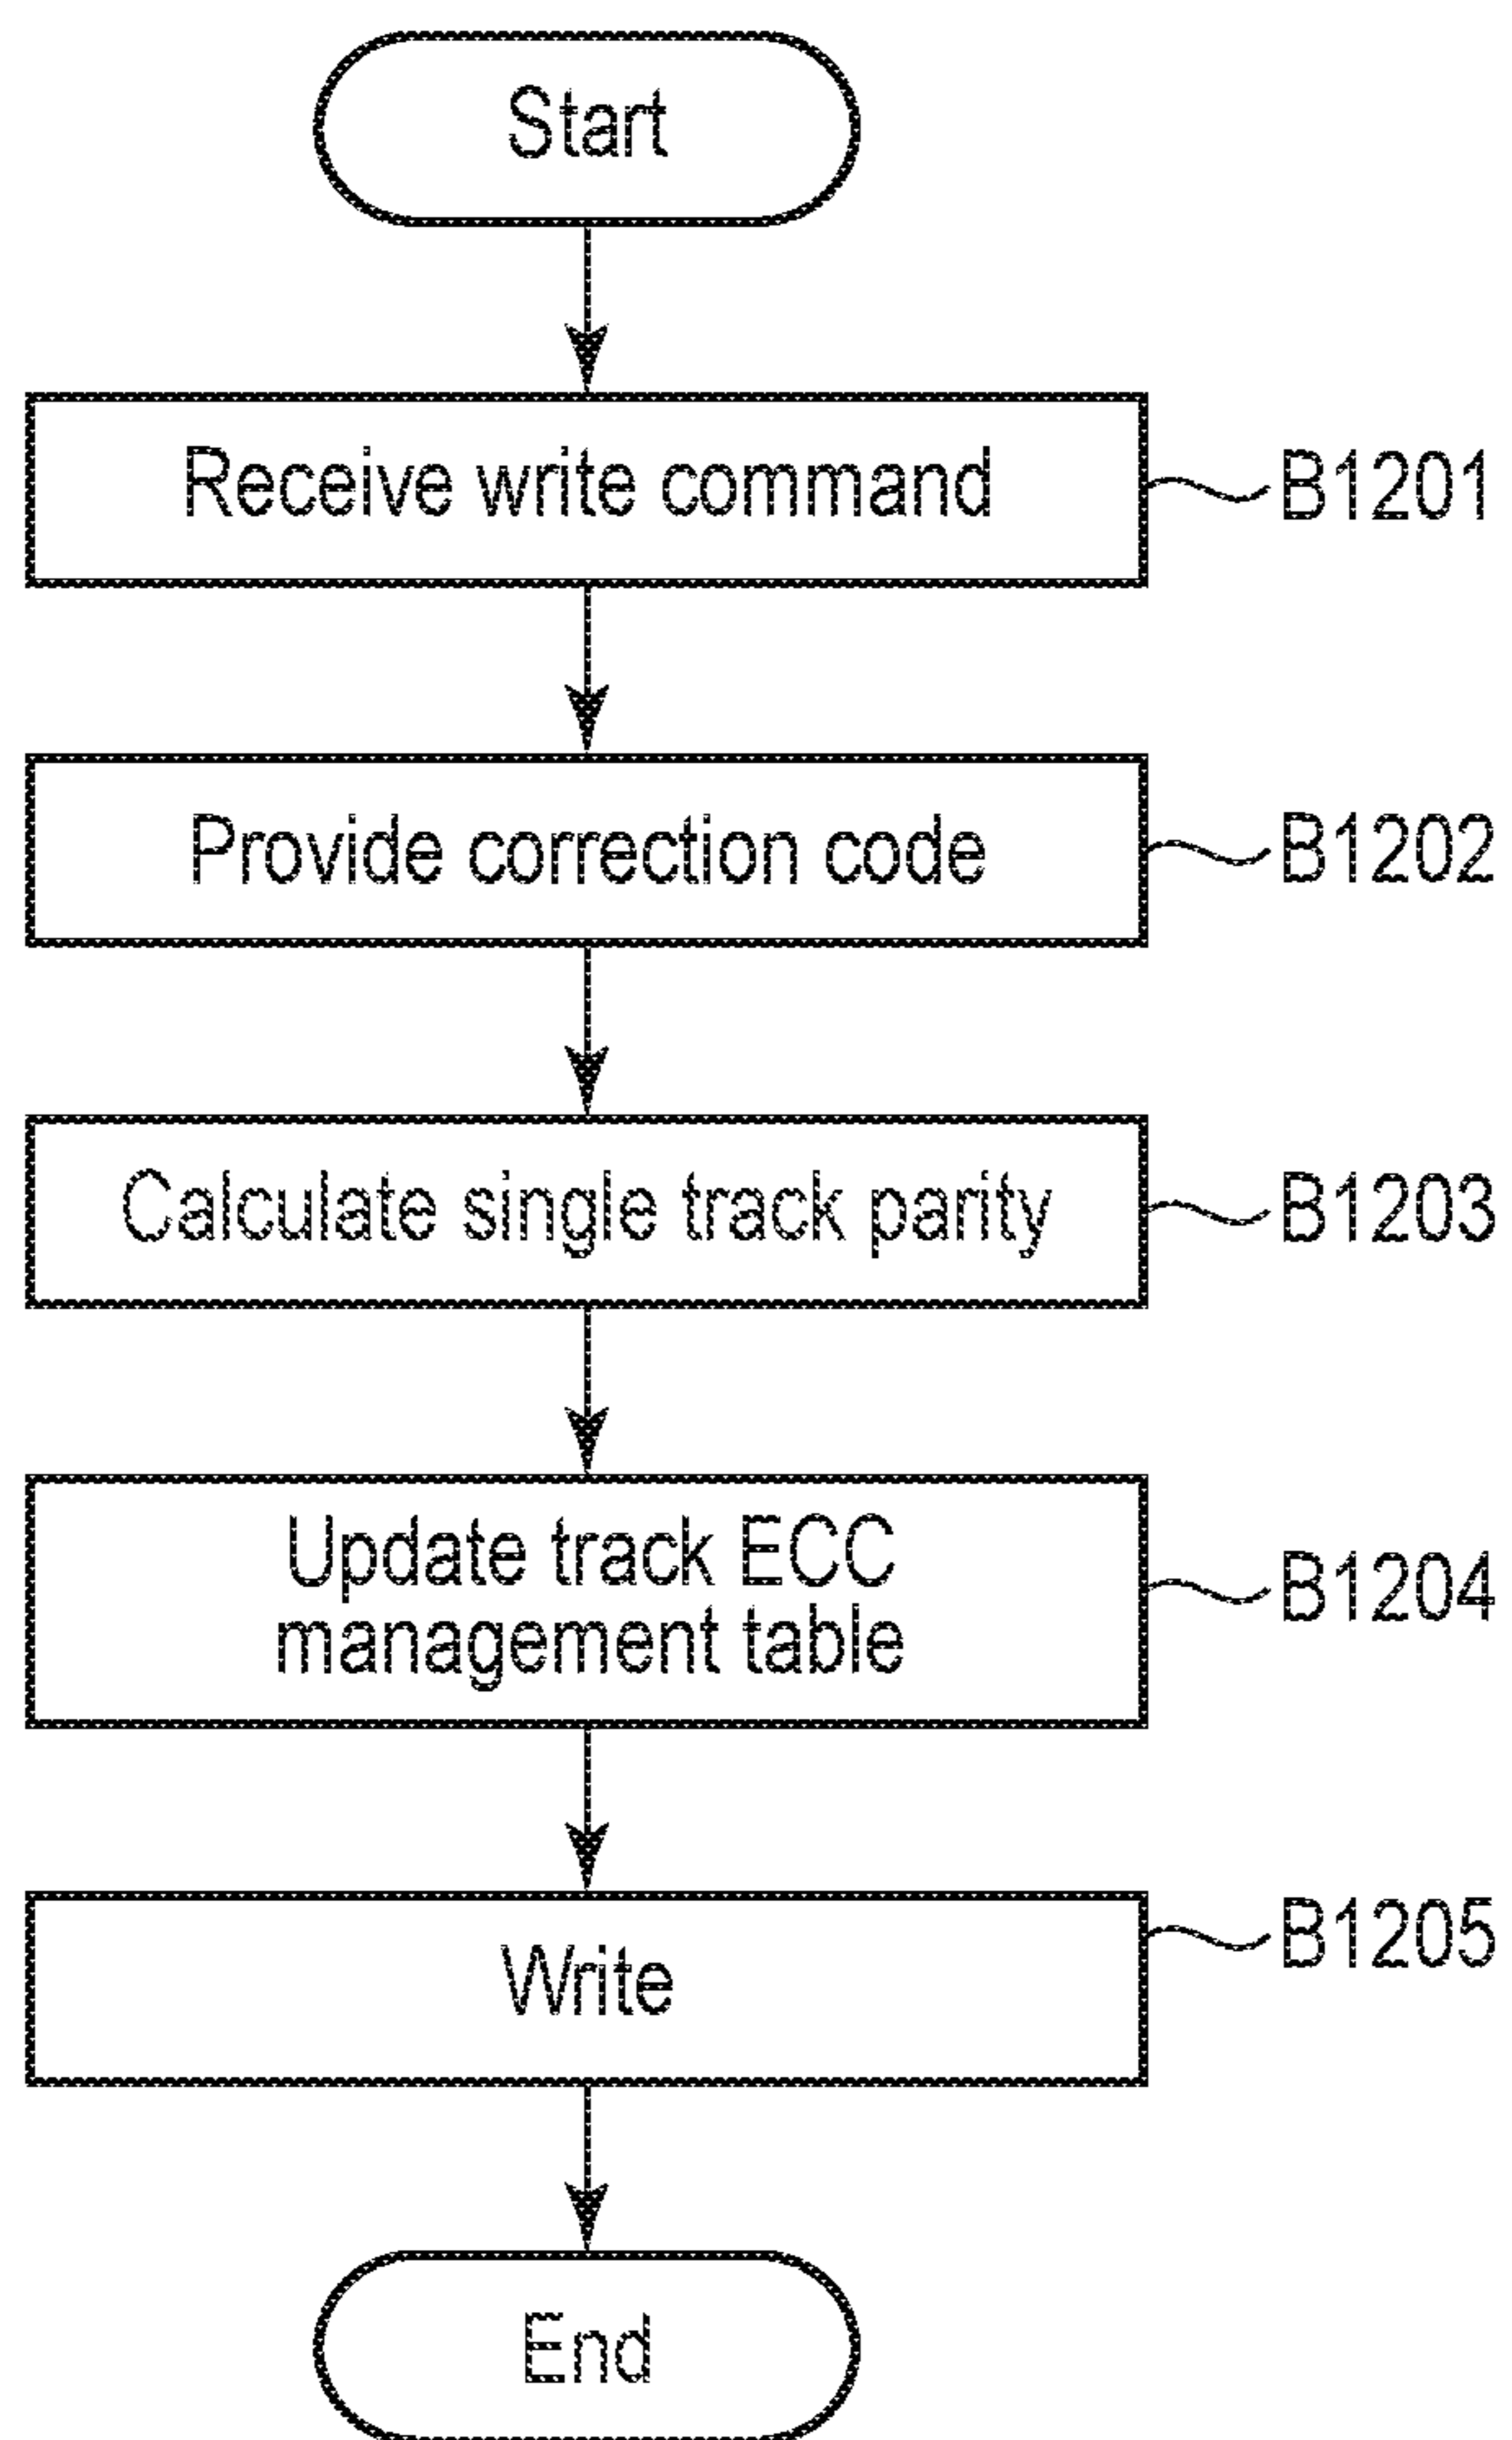 Start
Receive write command
B1201
Provide correction code
B1202
Calculate single track parity
B1203
Update track ECC
management table
B1204
Write
B1205
End